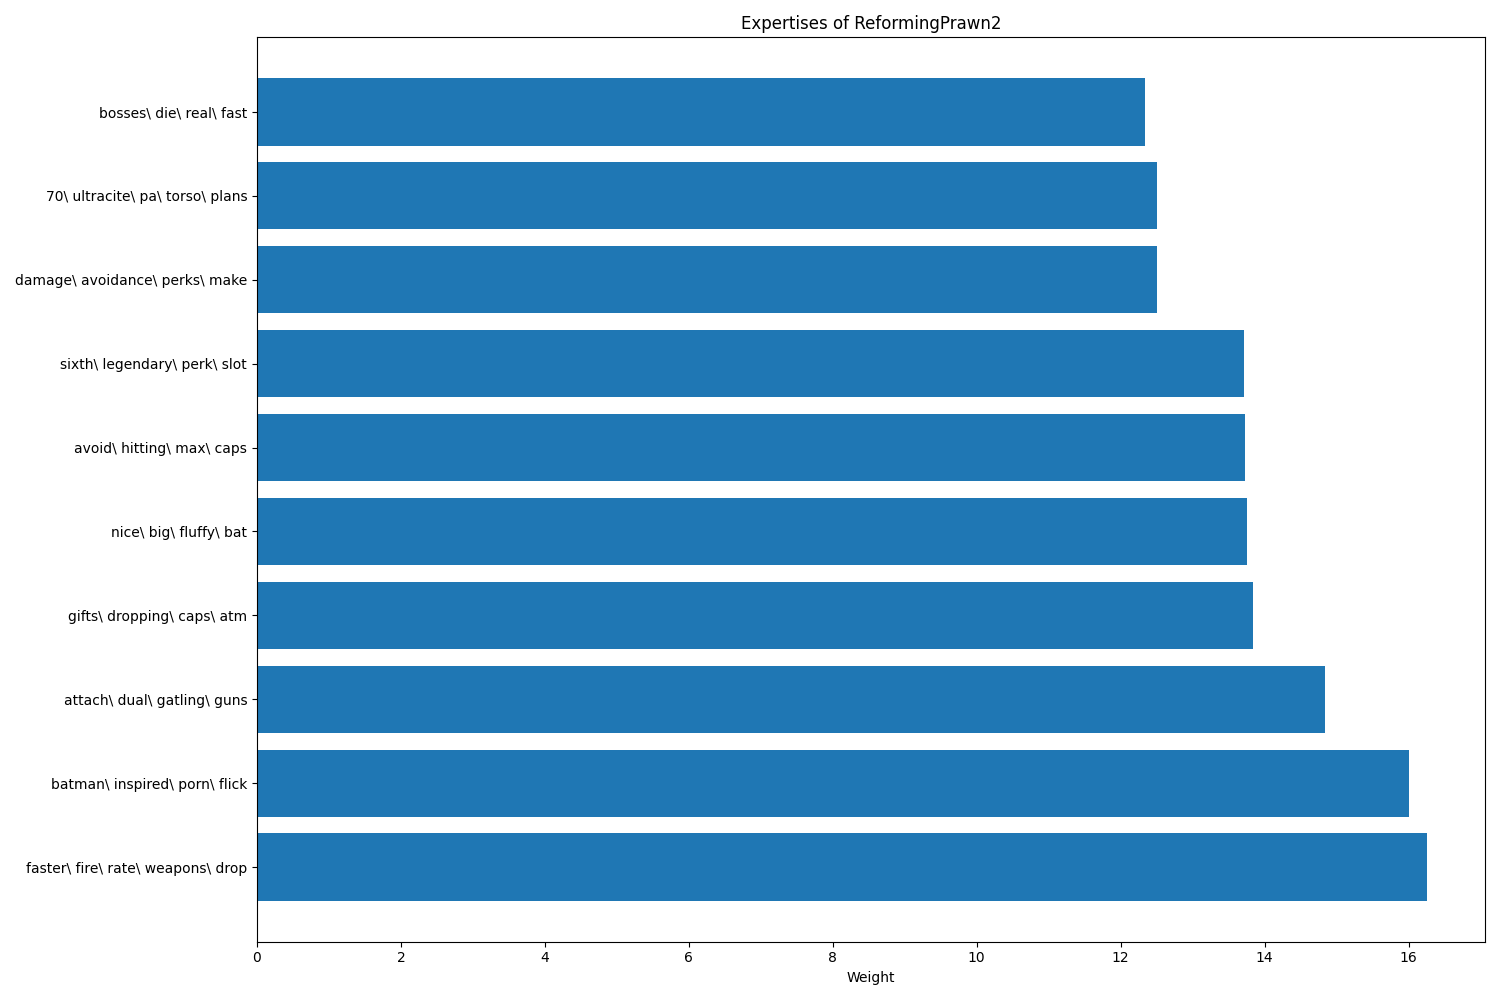 Expertises of ReformingPrawn2
bosses\ die\ real\ fast
70\ ultracite\ pa\ torso\ plans
damage\ avoidance\ perks\ make
sixth\ legendary\ perk\ slot
avoid\ hitting\ max\ caps
nice\ big\ fluffy\ bat
gifts\ dropping\ caps\ atm
attach\ dual\ gatling\ guns
batman\ inspired\ porn\ flick
faster\ fire\ rate\ weapons\ drop
0 2 4 6 8 10 12 14 16
Weight